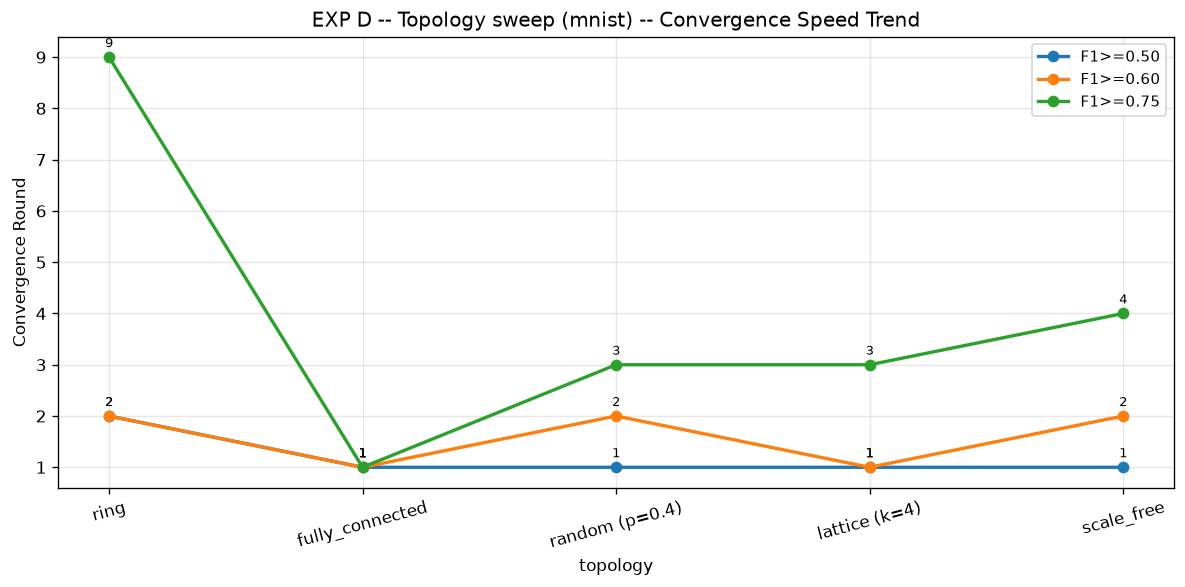 EXP D -- Topology sweep (mnist) -- Convergence Speed Trend
F1>=0.50
F1>=0.60
F1>=0.75
Convergence Round
9
8
7
6
5
4
3
2
1
9
2
1
3
2
1
3
1
4
2
1
ring
fully_connected
random (p=0.4)
lattice (k=4)
scale_free
topology